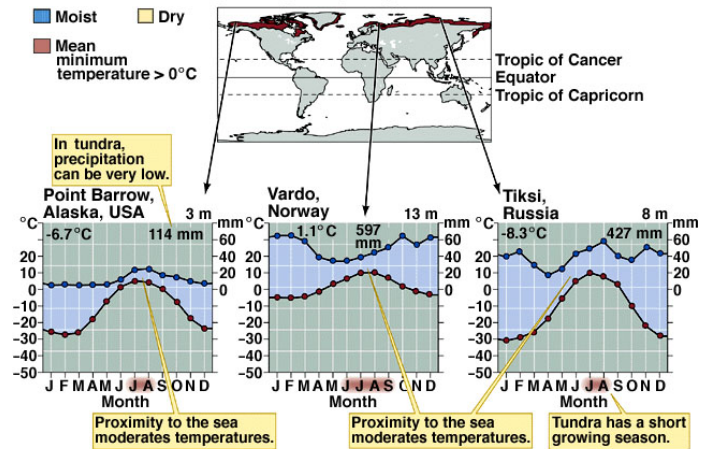 Moist Dry
Mean
minimum
temperature > 0°C
Tropic of Cancer
Equator
Tropic of Capricorn
In tundra,
precipitation
can be very low.
Point Barrow,
Alaska, USA 3 m
°C mm
-6.7°C 114 mm
60
20 40
10 20
0 0
-10
-20
-30
-40
-50
J F M A M J J A S O N D
Month
Vardo,
Norway 13 m
°C mm
1.1°C 597
mm
60
20 40
10 20
0 0
-10
-20
-30
-40
-50
J F M A M J J A S O N D
Month
Tiksi,
Russia 8 m
°C mm
-8.3°C 427 mm
60
20 40
10 20
0 0
-10
-20
-30
-40
-50
J F M A M J J A S O N D
Month
Proximity to the sea
moderates temperatures.
Proximity to the sea
moderates temperatures.
Tundra has a short
growing season.